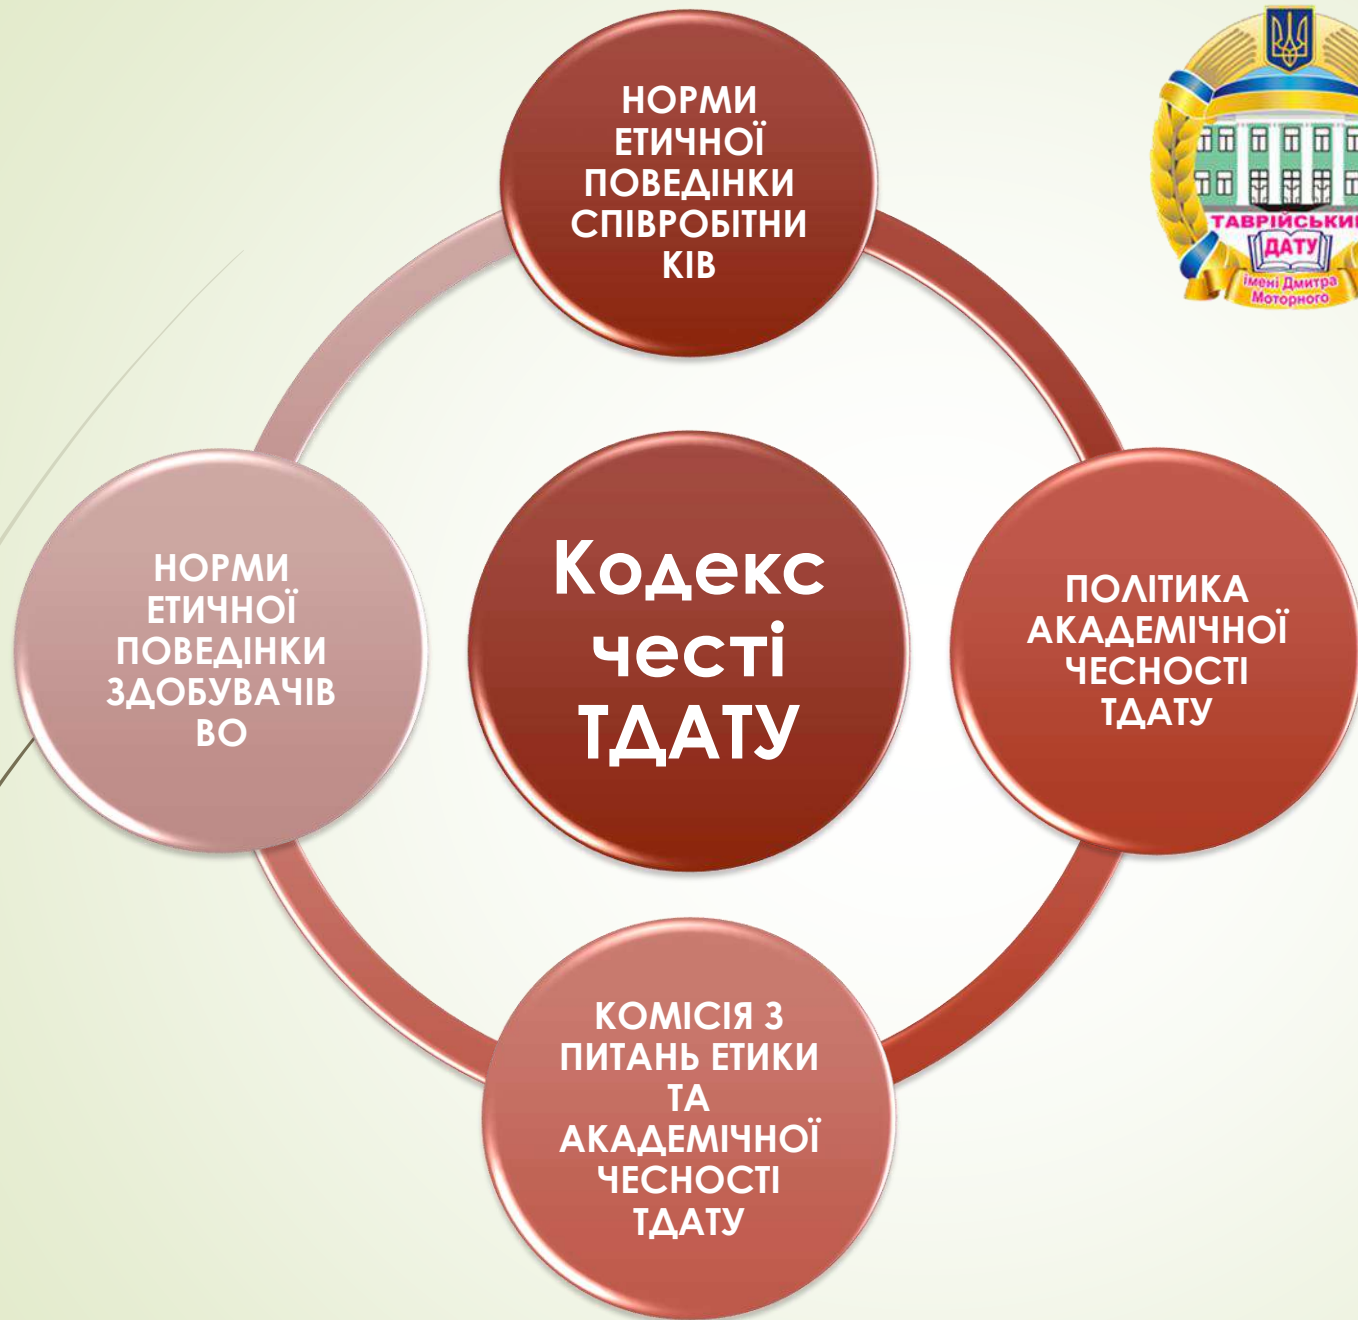 НОРМИ
ЕТИЧНОЇ
ПОВЕДІНКИ
СПІВРОБІТНИ
КІВ
ТАВРІЙСЬКИЙ
ДАТУ
імені Дмитра
Моторного
НОРМИ
ЕТИЧНОЇ
ПОВЕДІНКИ
ЗДОБУВАЧІВ
ВО
Кодекс
честі
ТДАТУ
ПОЛІТИКА
АКАДЕМІЧНОЇ
ЧЕСНОСТІ
ТДАТУ
КОМІСІЯ З
ПИТАНЬ ЕТИКИ
ТА
АКАДЕМІЧНОЇ
ЧЕСНОСТІ
ТДАТУ